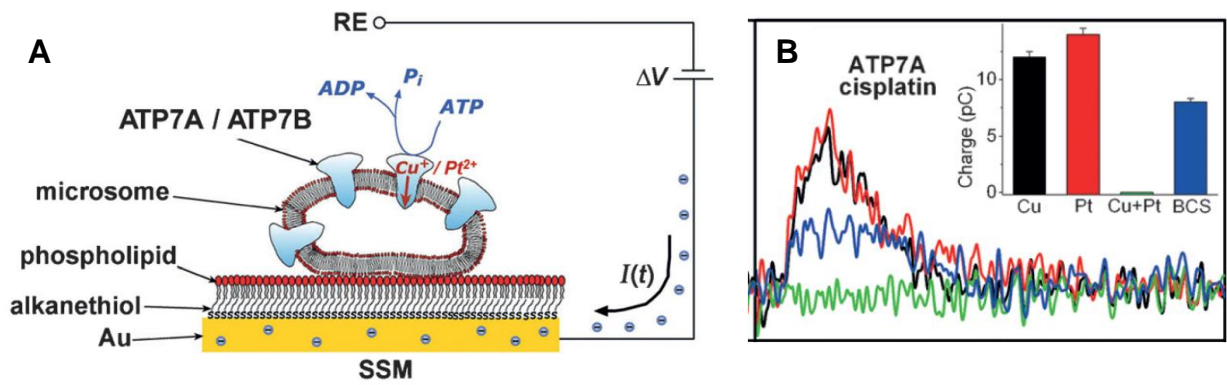 A
RE
ΔV
ADP
Pi
ATP
ATP7A / ATP7B
Cu⁺ / Pt²⁺
microsome
phospholipid
I(t)
alkanethiol
SSSSSSSSSSSSSSSSSSSSSSSSSSSSSSSSSSSS
Au
SSM
B
ATP7A
cisplatin
Charge (pC)
10
5
0
Cu
Pt
Cu+Pt
BCS